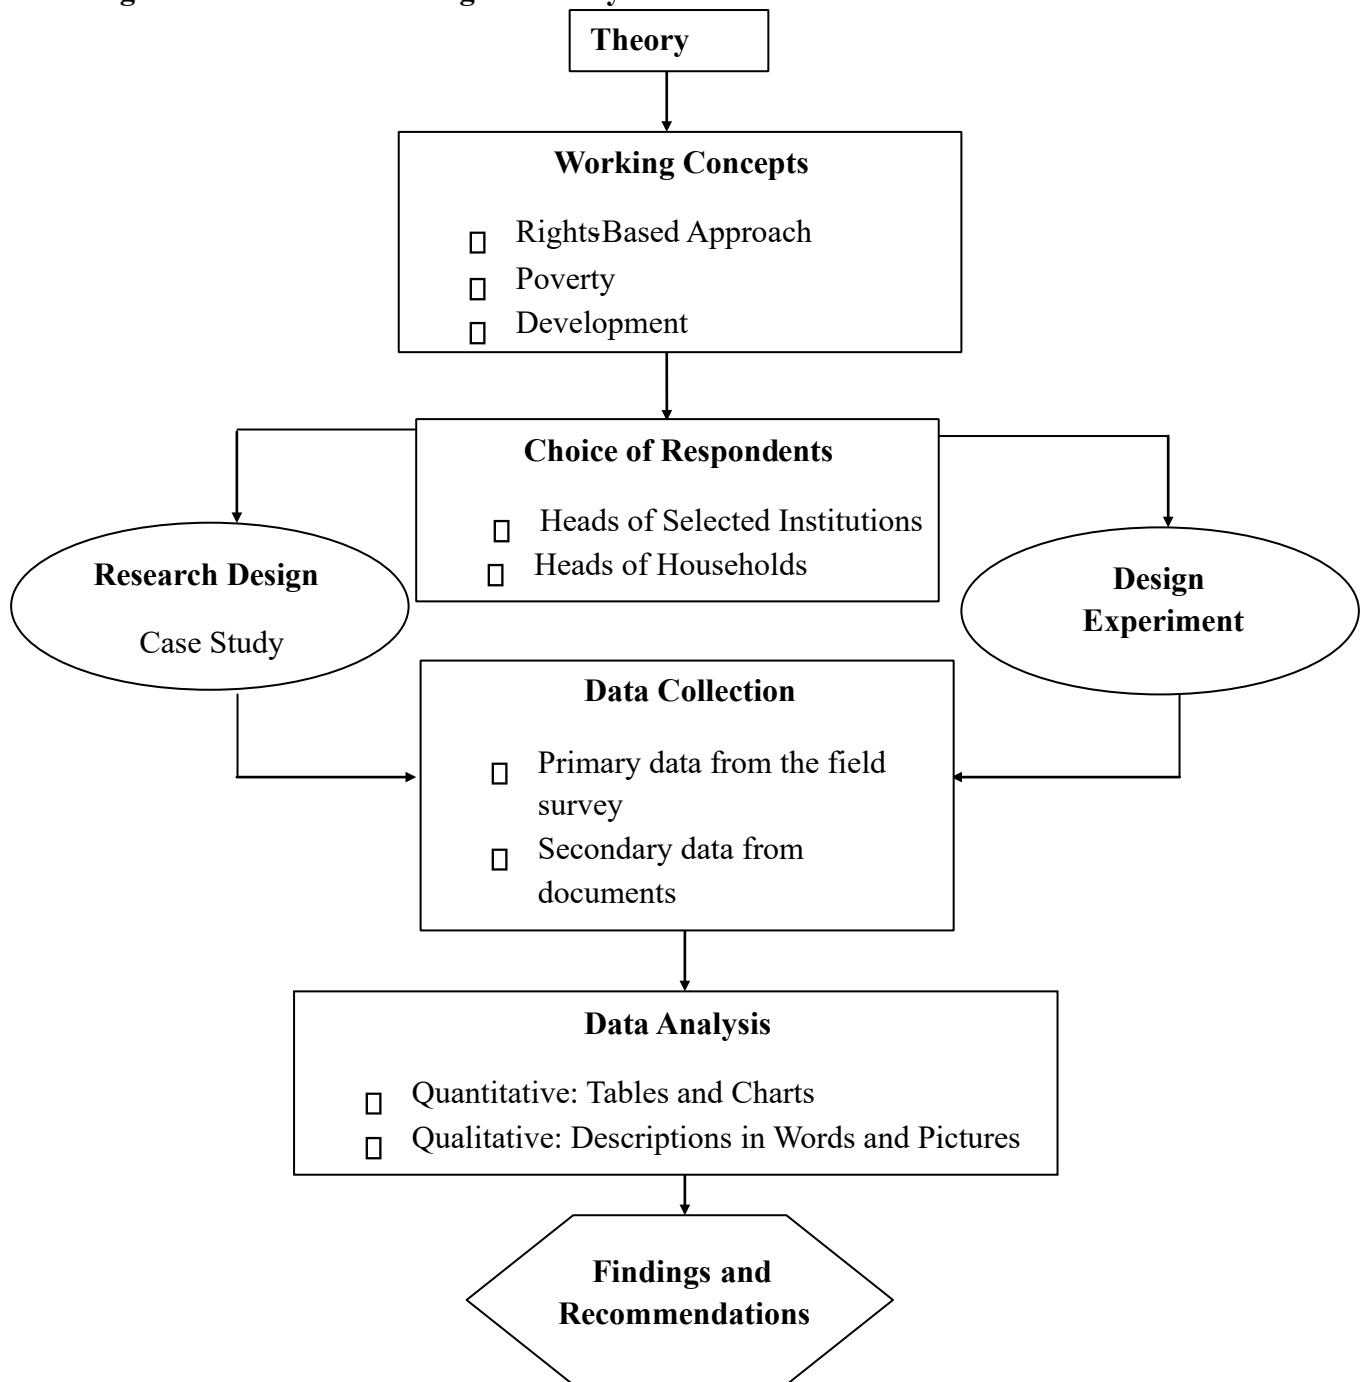 Theory
Working Concepts
Rights-Based Approach
Poverty
Development
Choice of Respondents
Heads of Selected Institutions
Heads of Households
Research Design
Case Study
Design
Experiment
Data Collection
Primary data from the field
survey
Secondary data from
documents
Data Analysis
Quantitative: Tables and Charts
Qualitative: Descriptions in Words and Pictures
Findings and
Recommendations